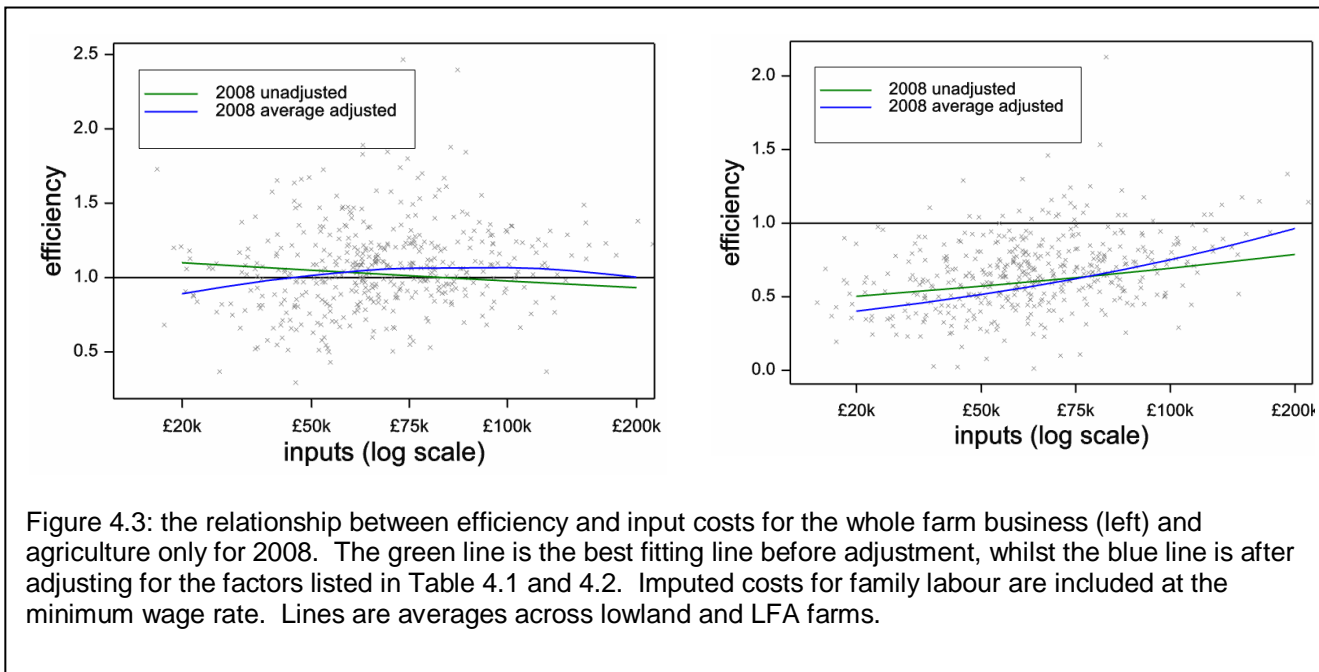 2.5
2.0
1.5
1.0
0.5
efficiency
2008 unadjusted
2008 average adjusted
£20k £50k £75k £100k £200k
inputs (log scale)
2.0
1.5
1.0
0.5
0.0
efficiency
2008 unadjusted
2008 average adjusted
£20k £50k £75k £100k £200k
inputs (log scale)
Figure 4.3: the relationship between efficiency and input costs for the whole farm business (left) and
agriculture only for 2008. The green line is the best fitting line before adjustment, whilst the blue line is after
adjusting for the factors listed in Table 4.1 and 4.2. Imputed costs for family labour are included at the
minimum wage rate. Lines are averages across lowland and LFA farms.